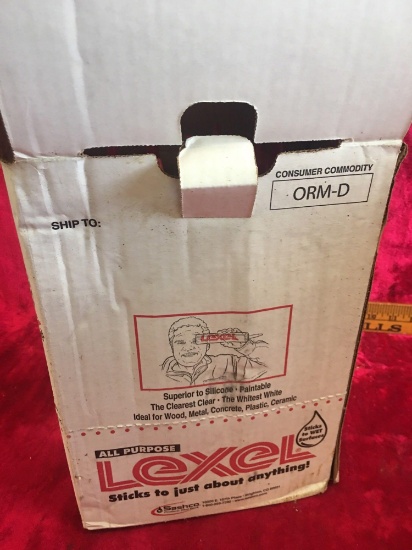 CONSUMER COMMODITY
ORM-D
SHIP TO:
LEXEL
Superior to Silicone • Paintable
The Clearest Clear • The Whitest White
Ideal for Wood, Metal, Concrete, Plastic, Ceramic
ALL PURPOSE
Lexel
Sticks to WET Surfaces
Sticks to just about anything!
Sashco